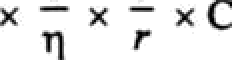 × — × — × C
η r